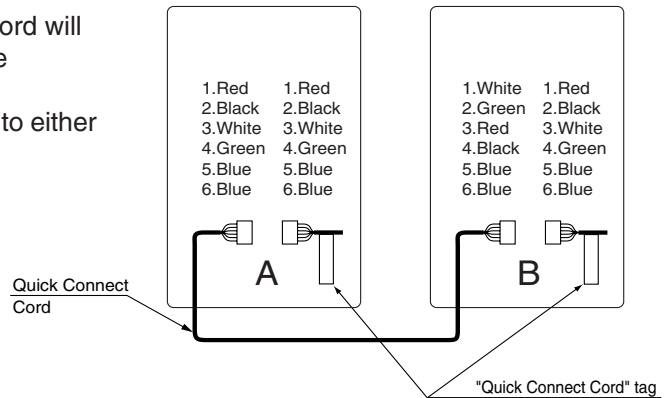 ord will
e
to either
1.Red 1.Red
2.Black 2.Black
3.White 3.White
4.Green 4.Green
5.Blue 5.Blue
6.Blue 6.Blue
A
1.White 1.Red
2.Green 2.Black
3.Red 3.White
4.Black 4.Green
5.Blue 5.Blue
6.Blue 6.Blue
B
Quick Connect
Cord
"Quick Connect Cord" tag